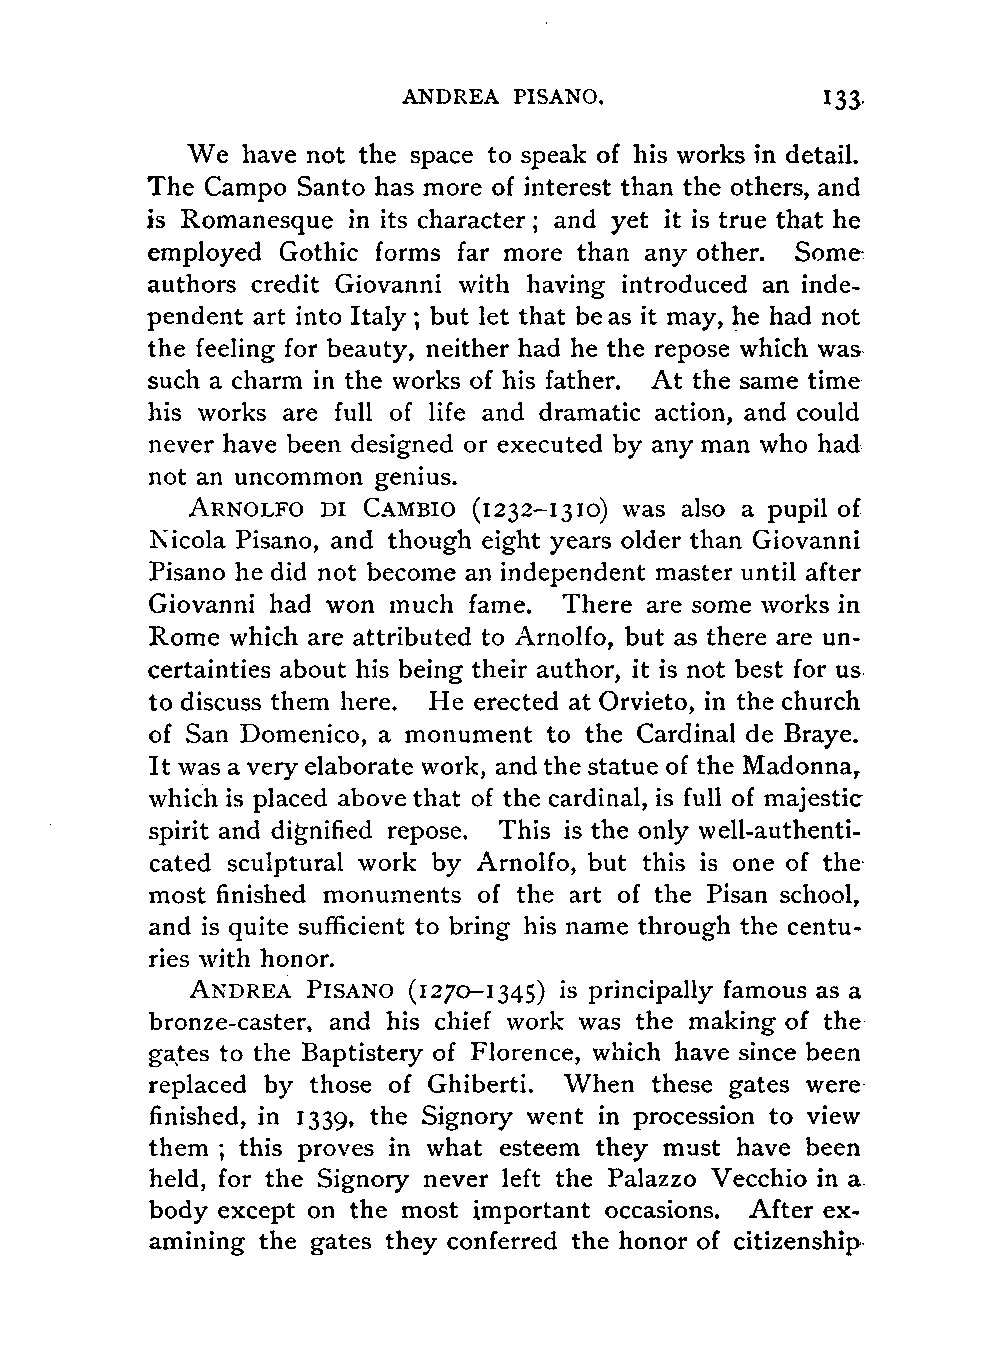 ANDREA PISANO. 133
We have not the space to speak of his works in detail.
The Campo Santo has more of interest than the others, and
is Romanesque in its character ; and yet it is true that he
employed Gothic forms far more than any other. Some
authors credit Giovanni with having introduced an inde-
pendent art into Italy ; but let that be as it may, he had not
the feeling for beauty, neither had he the repose which was
such a charm in the works of his father. At the same time
his works are full of life and dramatic action, and could
never have been designed or executed by any man who had
not an uncommon genius.
ARNOLFO DI CAMBIO (1232–1310) was also a pupil of
Nicola Pisano, and though eight years older than Giovanni
Pisano he did not become an independent master until after
Giovanni had won much fame. There are some works in
Rome which are attributed to Arnolfo, but as there are un-
certainties about his being their author, it is not best for us
to discuss them here. He erected at Orvieto, in the church
of San Domenico, a monument to the Cardinal de Braye.
It was a very elaborate work, and the statue of the Madonna,
which is placed above that of the cardinal, is full of majestic
spirit and dignified repose. This is the only well-authenti-
cated sculptural work by Arnolfo, but this is one of the
most finished monuments of the art of the Pisan school,
and is quite sufficient to bring his name through the centu-
ries with honor.
ANDREA PISANO (1270–1345) is principally famous as a
bronze-caster, and his chief work was the making of the
gates to the Baptistery of Florence, which have since been
replaced by those of Ghiberti. When these gates were
finished, in 1339, the Signory went in procession to view
them ; this proves in what esteem they must have been
held, for the Signory never left the Palazzo Vecchio in a
body except on the most important occasions. After ex-
amining the gates they conferred the honor of citizenship